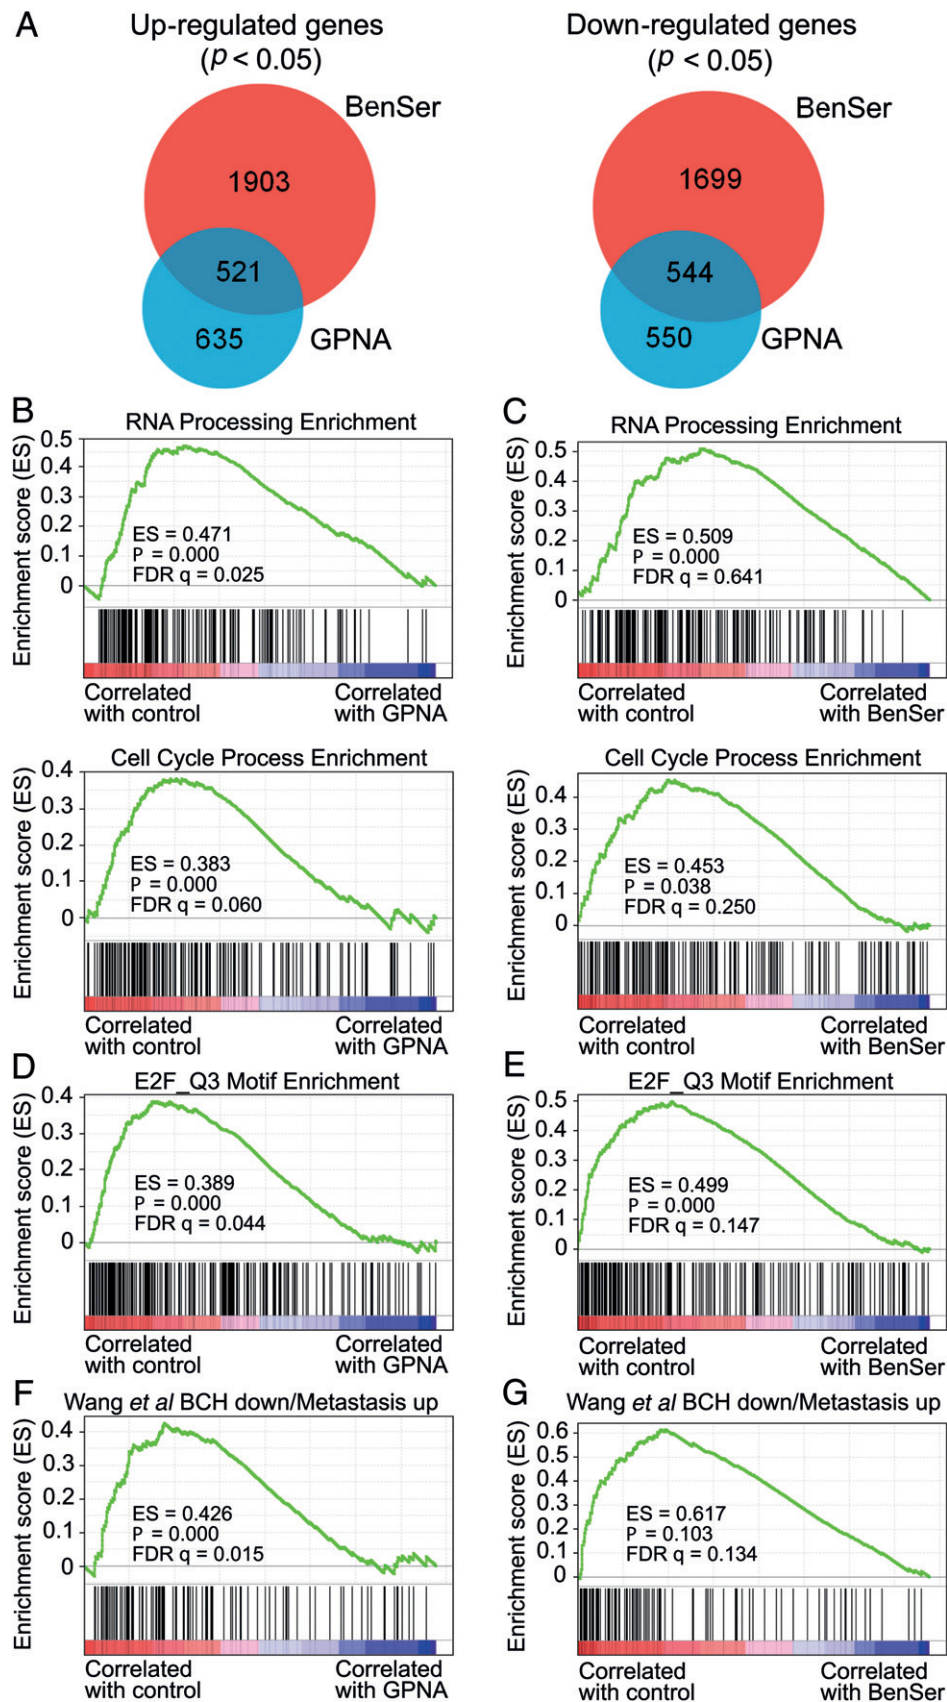 A
Up-regulated genes
(p < 0.05)
BenSer
1903
521
635
GPNA
Down-regulated genes
(p < 0.05)
BenSer
1699
544
550
GPNA
B
RNA Processing Enrichment
Enrichment score (ES)
0.5
0.4
0.3
0.2
0.1
0
ES = 0.471
P = 0.000
FDR q = 0.025
Correlated
with control
Correlated
with GPNA
C
RNA Processing Enrichment
Enrichment score (ES)
0.5
0.4
0.3
0.2
0.1
0
ES = 0.509
P = 0.000
FDR q = 0.641
Correlated
with control
Correlated
with BenSer
Cell Cycle Process Enrichment
Enrichment score (ES)
0.4
0.3
0.2
0.1
0
ES = 0.383
P = 0.000
FDR q = 0.060
Correlated
with control
Correlated
with GPNA
Cell Cycle Process Enrichment
Enrichment score (ES)
0.4
0.3
0.2
0.1
0
ES = 0.453
P = 0.038
FDR q = 0.250
Correlated
with control
Correlated
with BenSer
D
E2F_Q3 Motif Enrichment
Enrichment score (ES)
0.4
0.3
0.2
0.1
0
ES = 0.389
P = 0.000
FDR q = 0.044
Correlated
with control
Correlated
with GPNA
E
E2F_Q3 Motif Enrichment
Enrichment score (ES)
0.5
0.4
0.3
0.2
0.1
0
ES = 0.499
P = 0.000
FDR q = 0.147
Correlated
with control
Correlated
with BenSer
F
Wang et al BCH down/Metastasis up
Enrichment score (ES)
0.4
0.3
0.2
0.1
0
ES = 0.426
P = 0.000
FDR q = 0.015
Correlated
with control
Correlated
with GPNA
G
Wang et al BCH down/Metastasis up
Enrichment score (ES)
0.6
0.5
0.4
0.3
0.2
0.1
0
ES = 0.617
P = 0.103
FDR q = 0.134
Correlated
with control
Correlated
with BenSer